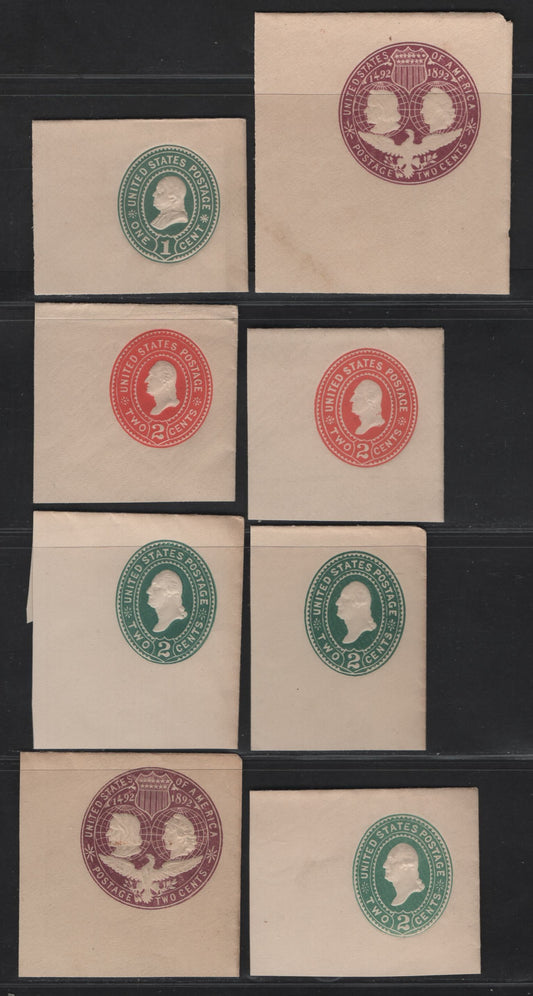 UNITED STATES OF AMERICA
1492 1892
POSTAGE TWO CENTS
UNITED STATES POSTAGE
ONE 1 CENT
UNITED STATES POSTAGE
TWO 2 CENTS
UNITED STATES POSTAGE
TWO 2 CENTS
UNITED STATES POSTAGE
TWO 2 CENTS
UNITED STATES POSTAGE
TWO 2 CENTS
UNITED STATES OF AMERICA
1492 1892
POSTAGE TWO CENTS
UNITED STATES POSTAGE
TWO 2 CENTS